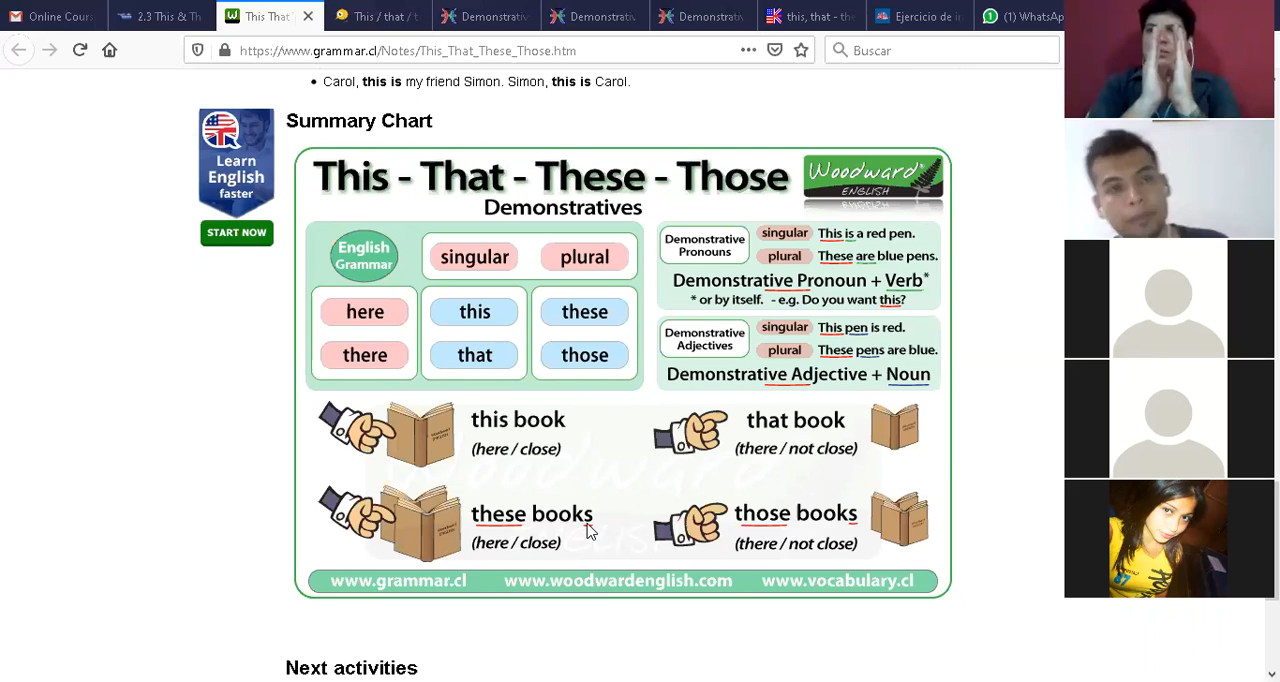 Online Cours
2.3 This & Th
This That
This / that / t
Demonstrativ
Demonstrativ
Demonstrativ
this, that - the
Ejercicio de in
(1) WhatsApp
https://www.grammar.cl/Notes/This_That_These_Those.htm
Buscar
Carol, this is my friend Simon. Simon, this is Carol.
Summary Chart
Learn
English
faster
START NOW
This - That - These - Those
Demonstratives
Woodward
ENGLISH
English
Grammar
singular plural
here this these
there that those
Demonstrative
Pronouns
singular This is a red pen.
plural These are blue pens.
Demonstrative Pronoun + Verb*
* or by itself. - e.g. Do you want this?
Demonstrative
Adjectives
singular This pen is red.
plural These pens are blue.
Demonstrative Adjective + Noun
this book
(here / close)
that book
(there / not close)
these books
(here / close)
those books
(there / not close)
www.grammar.cl www.woodwardenglish.com www.vocabulary.cl
Next activities